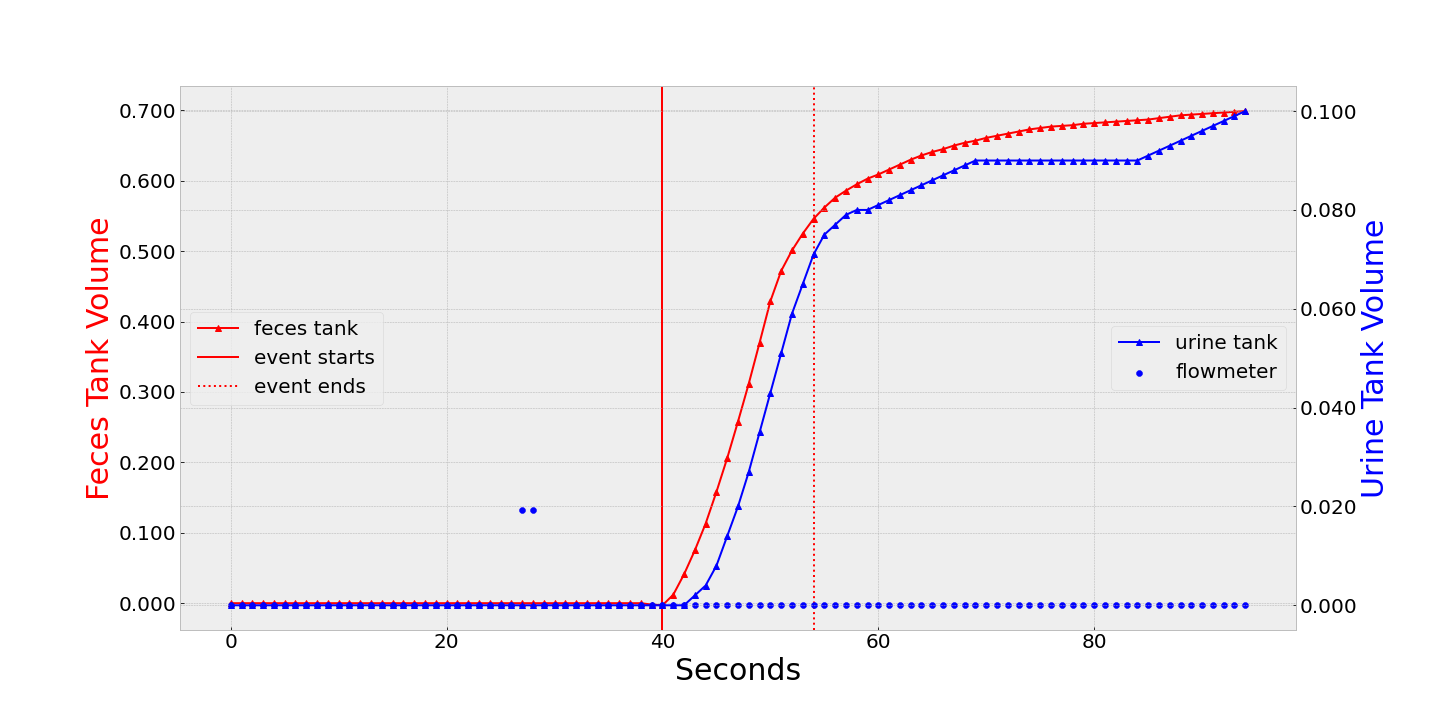 0.700
0.600
0.500
0.400
0.300
0.200
0.100
0.000
Feces Tank Volume
feces tank
event starts
event ends
0
20
40
60
80
Seconds
urine tank
flowmeter
0.100
0.080
0.060
0.040
0.020
0.000
Urine Tank Volume